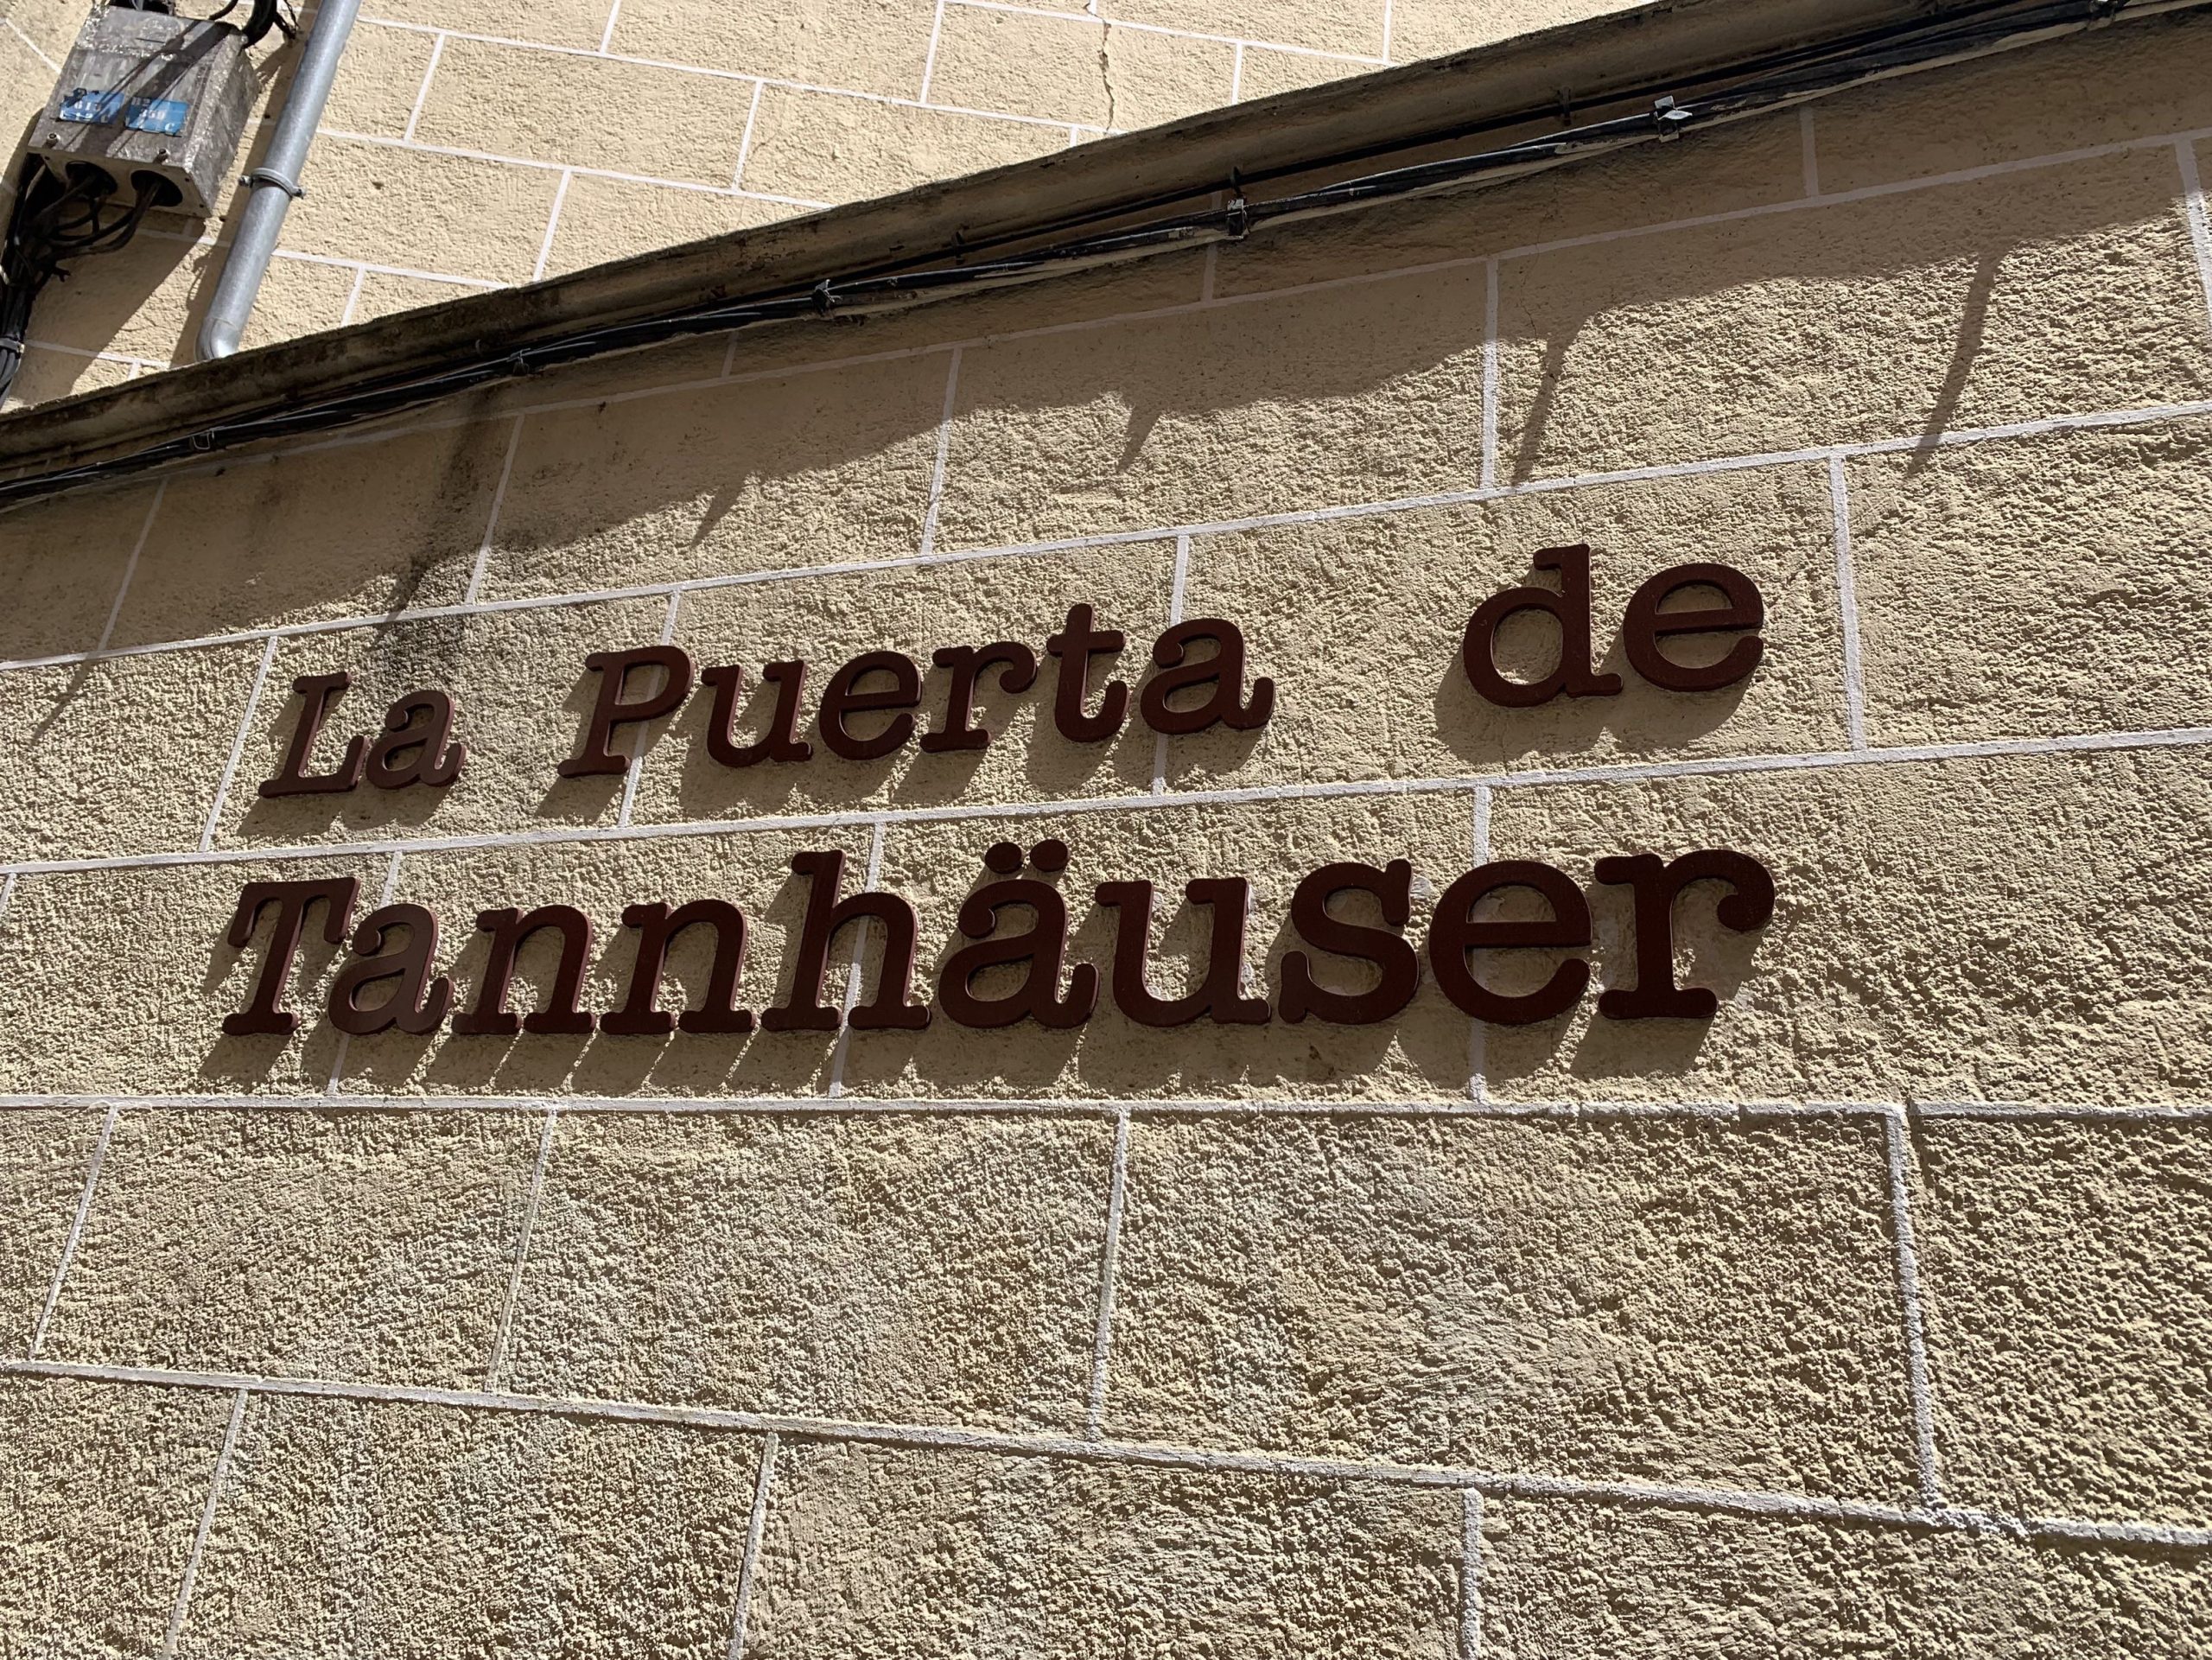 La Puerta de
Tannhäuser